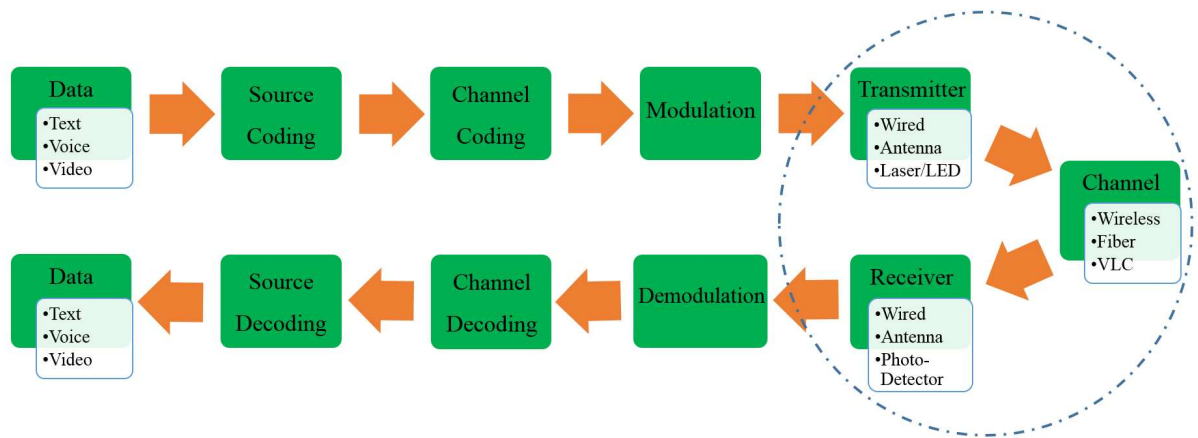 Data
•Text
•Voice
•Video
Source
Coding
Channel
Coding
Modulation
Transmitter
•Wired
•Antenna
•Laser/LED
Channel
•Wireless
•Fiber
•VLC
Receiver
•Wired
•Antenna
•Photo-
Detector
Demodulation
Channel
Decoding
Source
Decoding
Data
•Text
•Voice
•Video